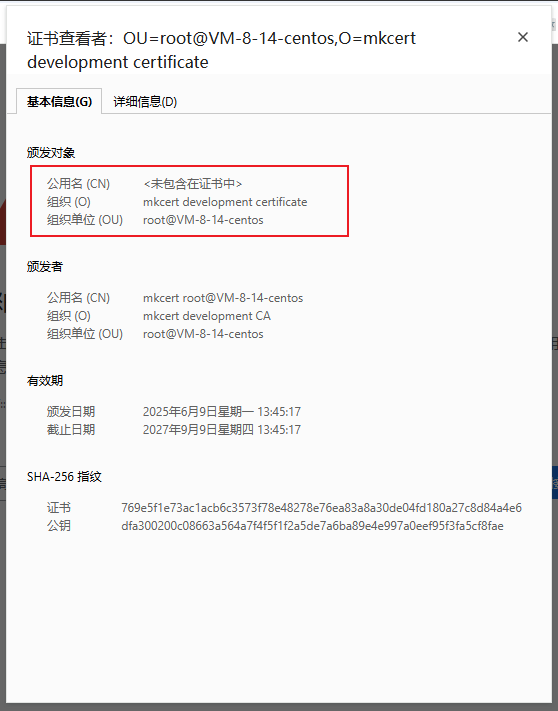 证书查看者：OU=root@VM-8-14-centos,O=mkcert
development certificate
基本信息(G) 详细信息(D)
颁发对象
公用名 (CN) <未包含在证书中>
组织 (O) mkcert development certificate
组织单位 (OU) root@VM-8-14-centos
颁发者
公用名 (CN) mkcert root@VM-8-14-centos
组织 (O) mkcert development CA
组织单位 (OU) root@VM-8-14-centos
有效期
颁发日期 2025年6月9日星期一 13:45:17
截止日期 2027年9月9日星期四 13:45:17
SHA-256 指纹
证书 769e5f1e73ac1acb6c3573f78e48278e76ea83a8a30de04fd180a27c8d84a4e6
公钥 dfa300200c08663a564a7f4f5f1f2a5de7a6ba89e4e997a0eef95f3fa5cf8fae